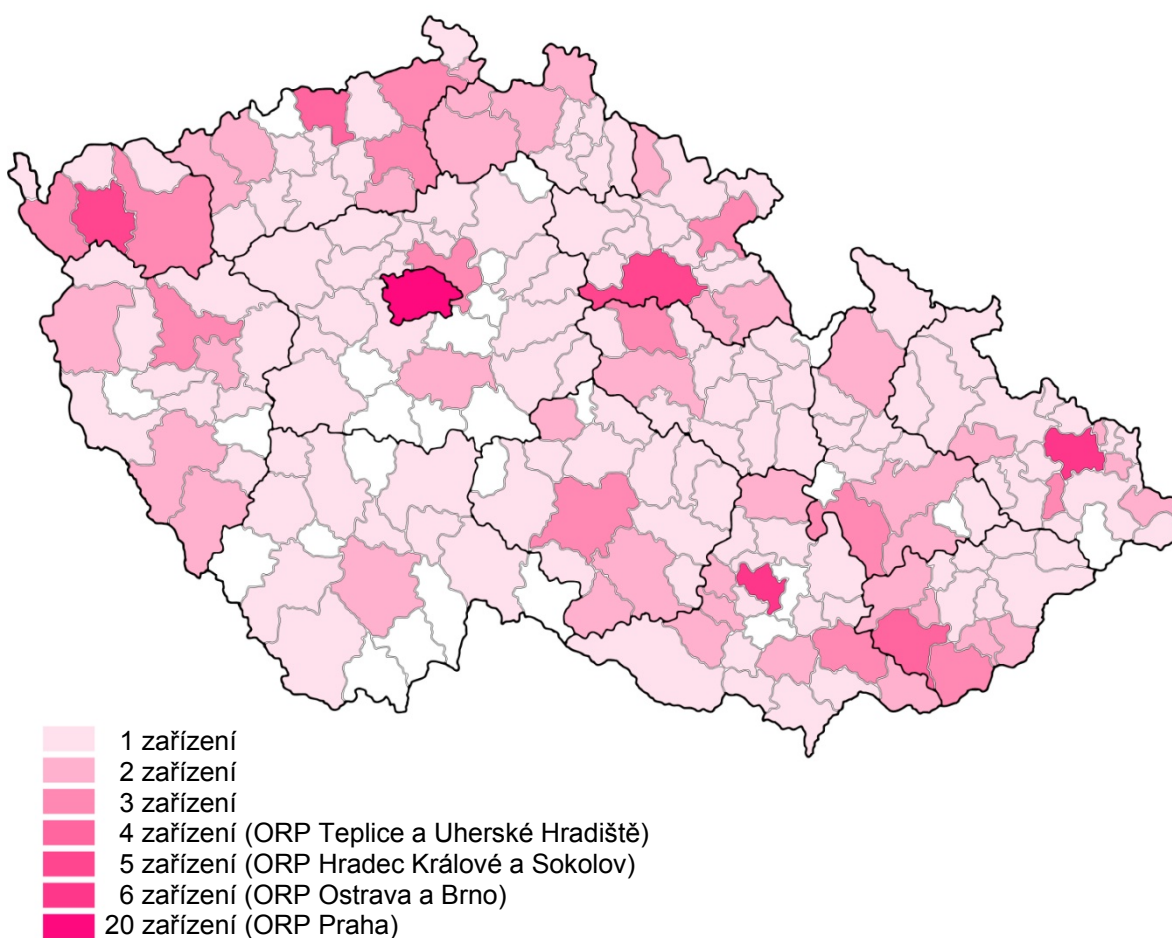 1 zařízení
2 zařízení
3 zařízení
4 zařízení (ORP Teplice a Uherské Hradiště)
5 zařízení (ORP Hradec Králové a Sokolov)
6 zařízení (ORP Ostrava a Brno)
20 zařízení (ORP Praha)